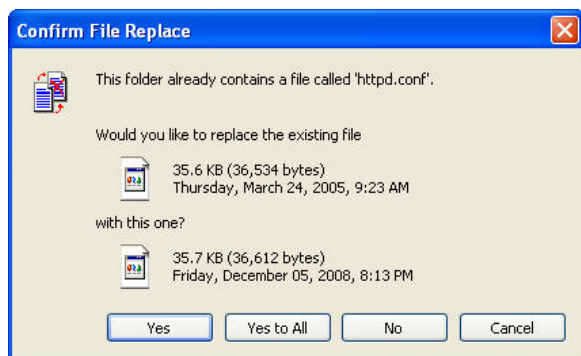 Confirm File Replace
This folder already contains a file called 'httpd.conf'.
Would you like to replace the existing file
35.6 KB (36,534 bytes)
Thursday, March 24, 2005, 9:23 AM
with this one?
35.7 KB (36,612 bytes)
Friday, December 05, 2008, 8:13 PM
Yes Yes to All No Cancel